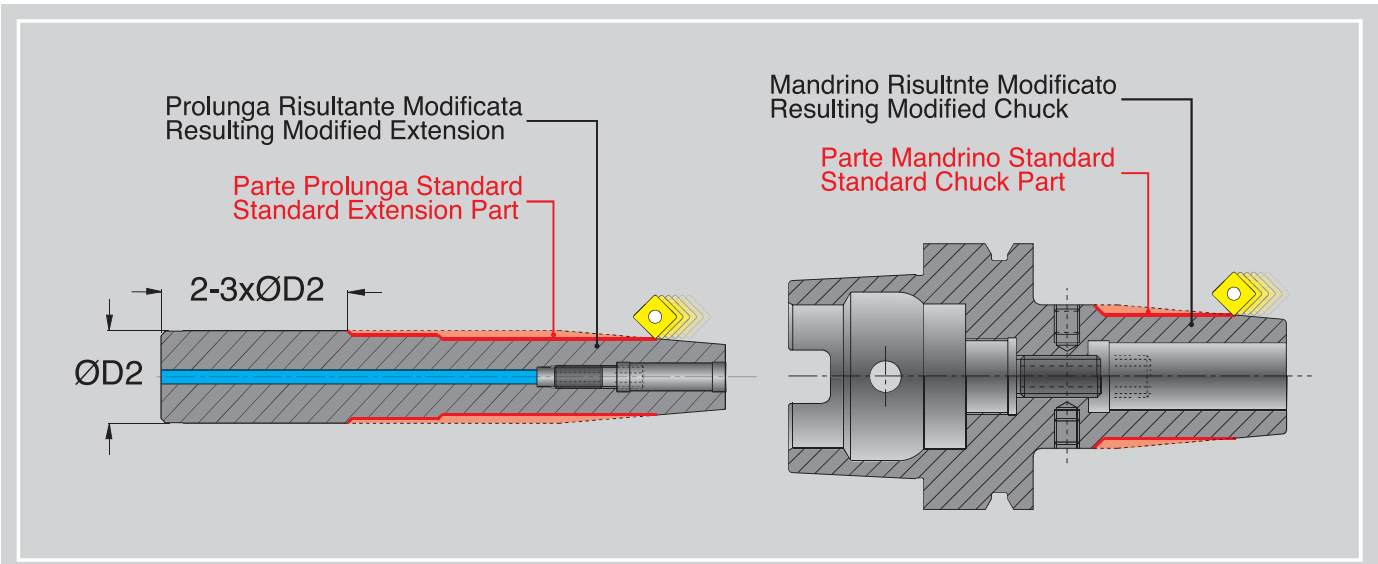 Prolunga Risultante Modificata
Resulting Modified Extension
Parte Prolunga Standard
Standard Extension Part
2-3xØD2
ØD2
Mandrino Risultnte Modificato
Resulting Modified Chuck
Parte Mandrino Standard
Standard Chuck Part